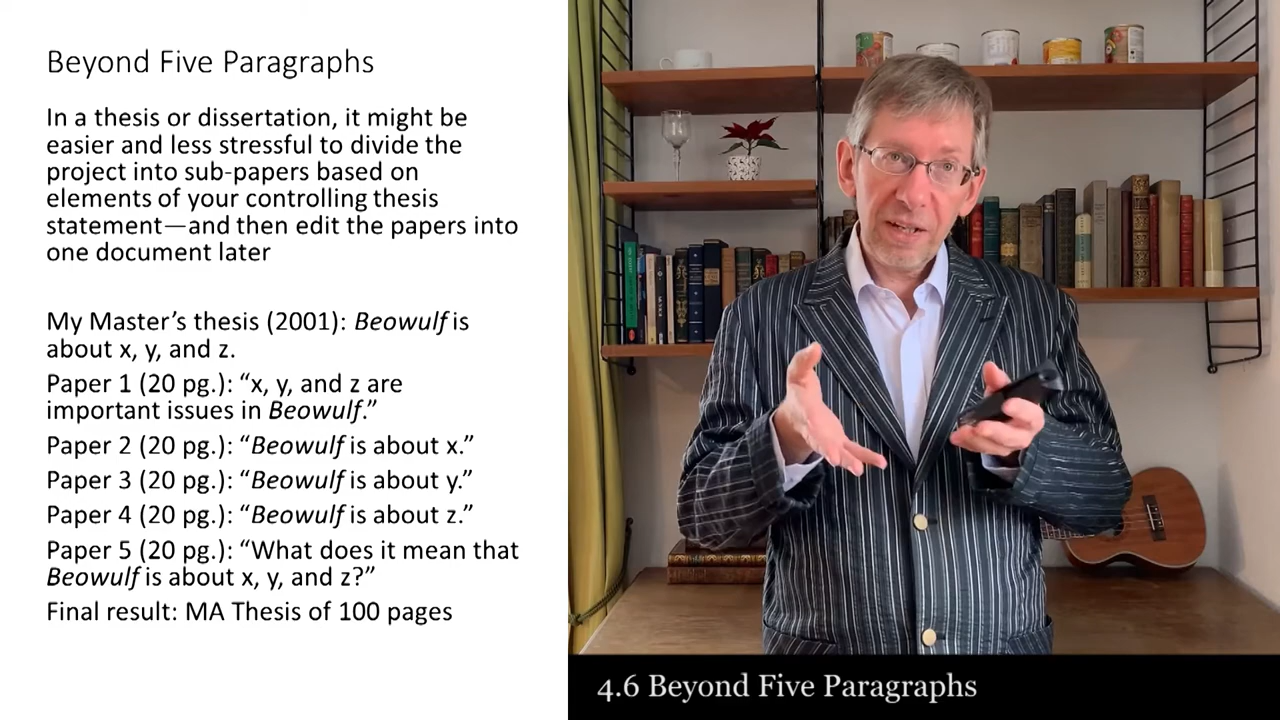 Beyond Five Paragraphs
In a thesis or dissertation, it might be
easier and less stressful to divide the
project into sub-papers based on
elements of your controlling thesis
statement—and then edit the papers into
one document later
My Master's thesis (2001): Beowulf is
about x, y, and z.
Paper 1 (20 pg.): “x, y, and z are
important issues in Beowulf.”
Paper 2 (20 pg.): “Beowulf is about x.”
Paper 3 (20 pg.): “Beowulf is about y.”
Paper 4 (20 pg.): “Beowulf is about z.”
Paper 5 (20 pg.): “What does it mean that
Beowulf is about x, y, and z?”
Final result: MA Thesis of 100 pages
4.6 Beyond Five Paragraphs